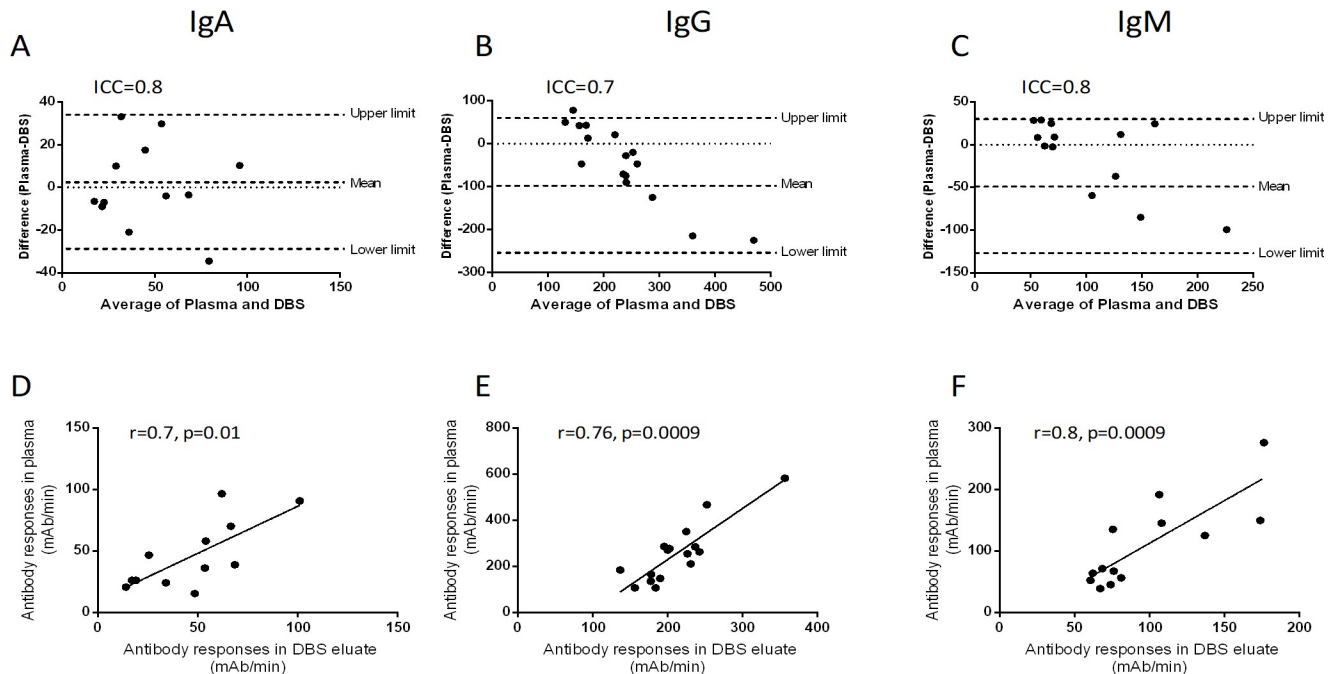 IgA
IgG
IgM
A
B
C
ICC=0.8
ICC=0.7
ICC=0.8
Difference (Plasma-DBS)
40
20
0
-20
-40
Upper limit
Mean
Lower limit
0
50
100
150
Average of Plasma and DBS
Difference (Plasma-DBS)
100
0
-100
-200
-300
Upper limit
Mean
Lower limit
0
100
200
300
400
500
Average of Plasma and DBS
Difference (Plasma-DBS)
50
0
-50
-100
-150
Upper limit
Mean
Lower limit
0
50
100
150
200
250
Average of Plasma and DBS
D
E
F
r=0.7, p=0.01
Antibody responses in plasma
(mAb/min)
150
100
50
0
0
50
100
150
Antibody responses in DBS eluate
(mAb/min)
r=0.76, p=0.0009
Antibody responses in plasma
(mAb/min)
800
600
400
200
0
0
100
200
300
400
Antibody responses in DBS eluate
(mAb/min)
r=0.8, p=0.0009
Antibody responses in plasma
(mAb/min)
300
200
100
0
0
50
100
150
200
Antibody responses in DBS eluate
(mAb/min)